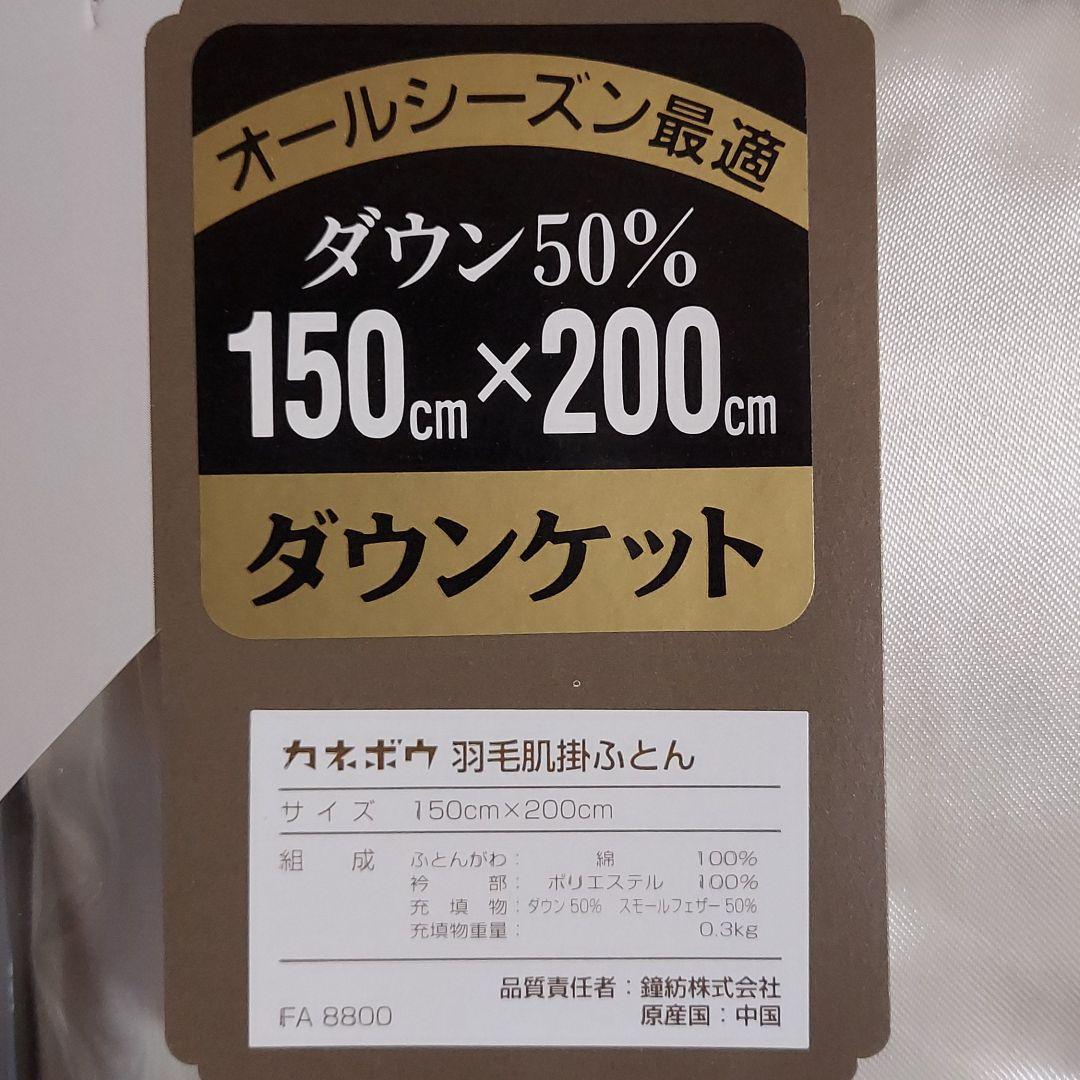 オールシーズン最適
ダウン50%
150cm×200cm
ダウンケット
カネボウ 羽毛肌掛ふとん
サイズ 150cm×200cm
組成 ふとんがわ: 綿 100%
衿部: ポリエステル 100%
充填物:ダウン50% スモールフェザー50%
充填物重量: 0.3kg
品質責任者:鐘紡株式会社
FA 8800 原産国:中国